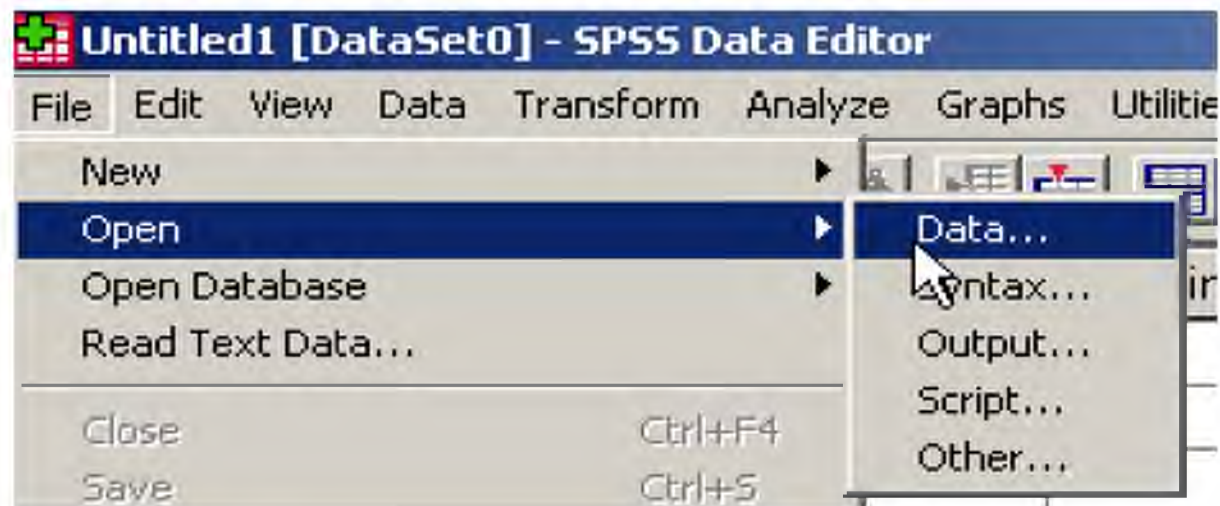 Untitled1 [DataSet0] - SPSS Data Editor
File Edit View Data Transform Analyze Graphs
New
Open
Open Database
Read Text Data...
Close Ctrl+F4
Save Ctrl+S
Data...
Syntax...
Output...
Script...
Other...